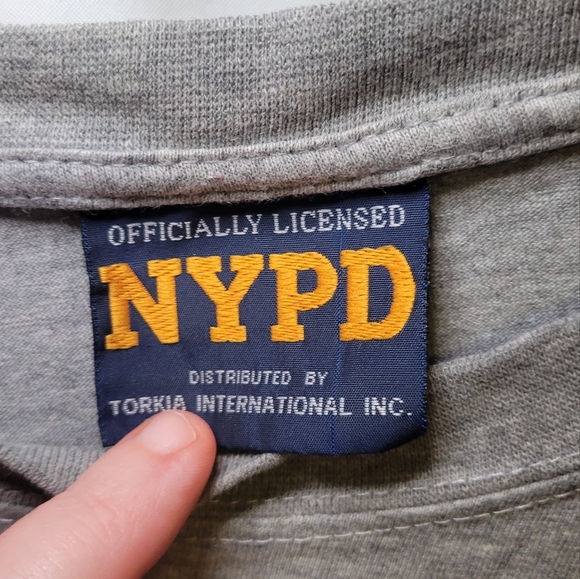 OFFICIALLY LICENSED
NYPD
DISTRIBUTED BY
TORKIA INTERNATIONAL INC.